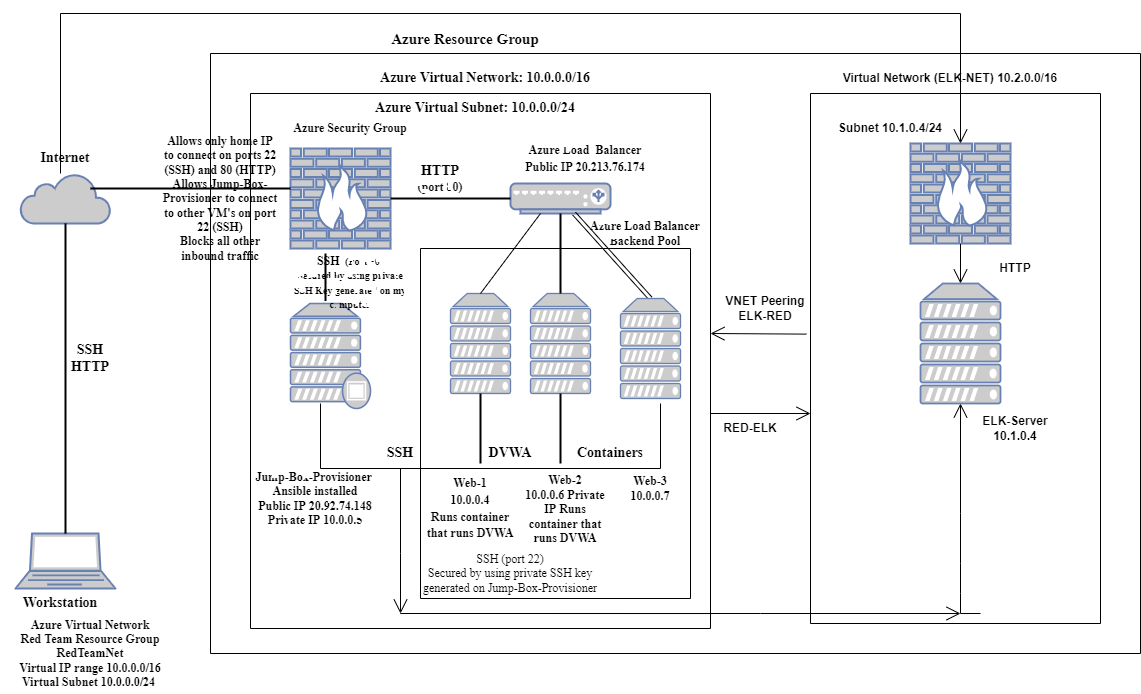 Azure Resource Group
Azure Virtual Network: 10.0.0.0/16
Virtual Network (ELK-NET) 10.2.0.0/16
Azure Virtual Subnet: 10.0.0.0/24
Azure Security Group
Subnet 10.1.0.4/24
Internet
Allows only home IP
to connect on ports 22
(SSH) and 80 (HTTP)
Allows Jump-Box-
Provisioner to connect
to other VM's on port
22 (SSH)
Blocks all other
inbound traffic
HTTP
(port
Azure Load Balancer
Public IP 20.213.76.174
Azure Load Balancer
Backend Pool
SSH
by using private
Key on my
HTTP
VNET Peering
ELK-RED
RED-ELK
ELK-Server
10.1.0.4
SSH
HTTP
SSH
DVWA
Containers
Jump-Box-Provisioner
Ansible installed
Public IP 20.92.74.148
Private IP 10.0.0.5
Web-1
10.0.0.4
Runs container
that runs DVWA
Web-2
10.0.0.6 Private
IP Runs
container that
runs DVWA
Web-3
10.0.0.7
SSH (port 22)
Secured by using private SSH key
generated on Jump-Box-Provisioner
Workstation
Azure Virtual Network
Red Team Resource Group
RedTeamNet
Virtual IP range 10.0.0.0/16
Virtual Subnet 10.0.0.0/24